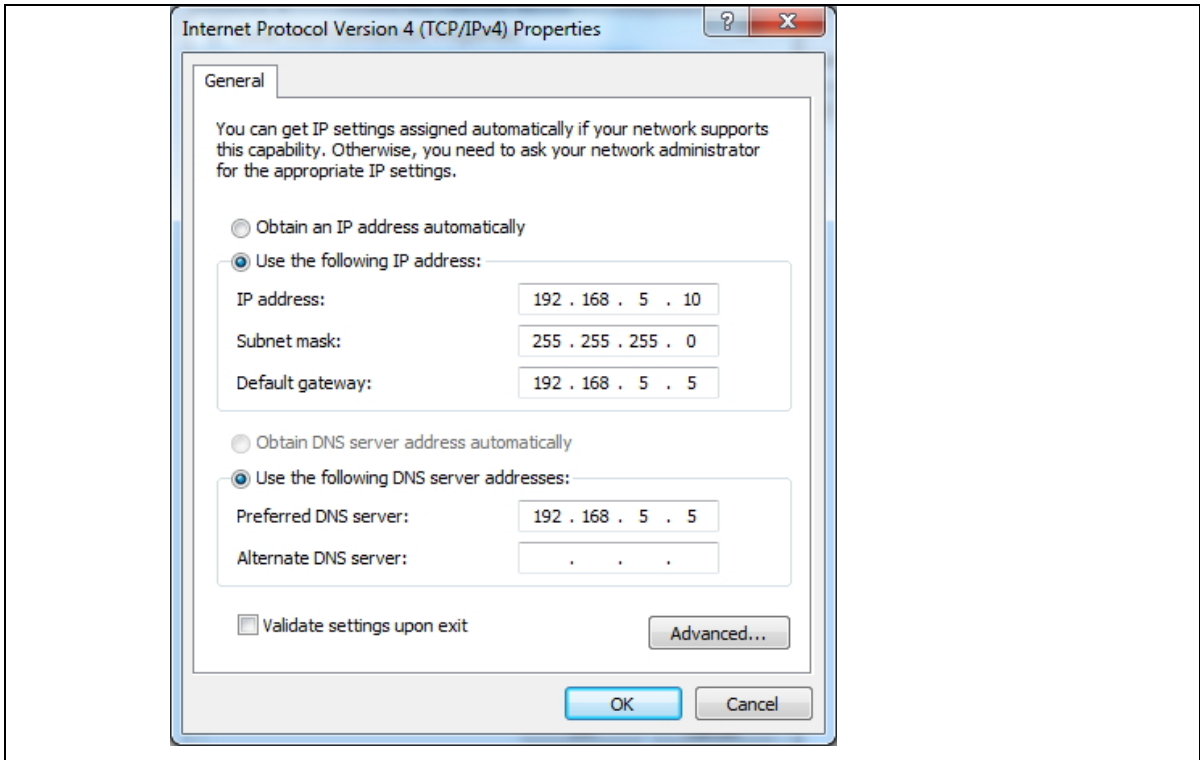 Internet Protocol Version 4 (TCP/IPv4) Properties
General
You can get IP settings assigned automatically if your network supports
this capability. Otherwise, you need to ask your network administrator
for the appropriate IP settings.
Obtain an IP address automatically
Use the following IP address:
IP address: 192 . 168 . 5 . 10
Subnet mask: 255 . 255 . 255 . 0
Default gateway: 192 . 168 . 5 . 5
Obtain DNS server address automatically
Use the following DNS server addresses:
Preferred DNS server: 192 . 168 . 5 . 5
Alternate DNS server: . . .
Validate settings upon exit
Advanced...
OK Cancel